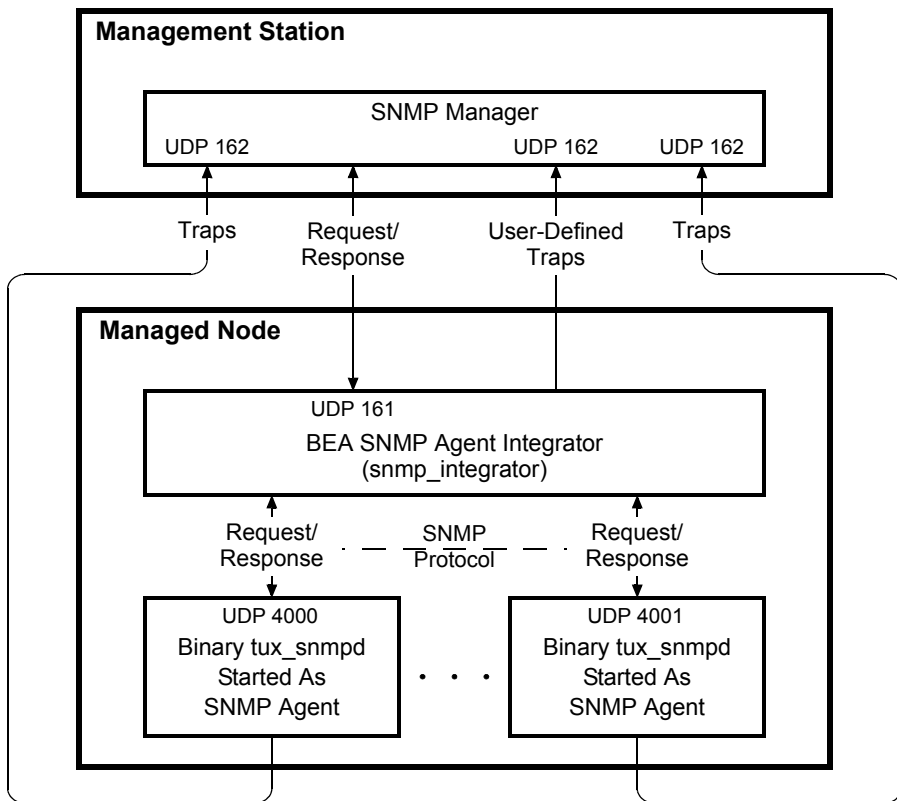 Management Station
SNMP Manager
UDP 162
UDP 162
UDP 162
Traps
Request/
Response
User-Defined
Traps
Traps
Managed Node
UDP 161
BEA SNMP Agent Integrator
(snmp_integrator)
Request/
Response
SNMP
Protocol
Request/
Response
UDP 4000
Binary tux_snmpd
Started As
SNMP Agent
UDP 4001
Binary tux_snmpd
Started As
SNMP Agent